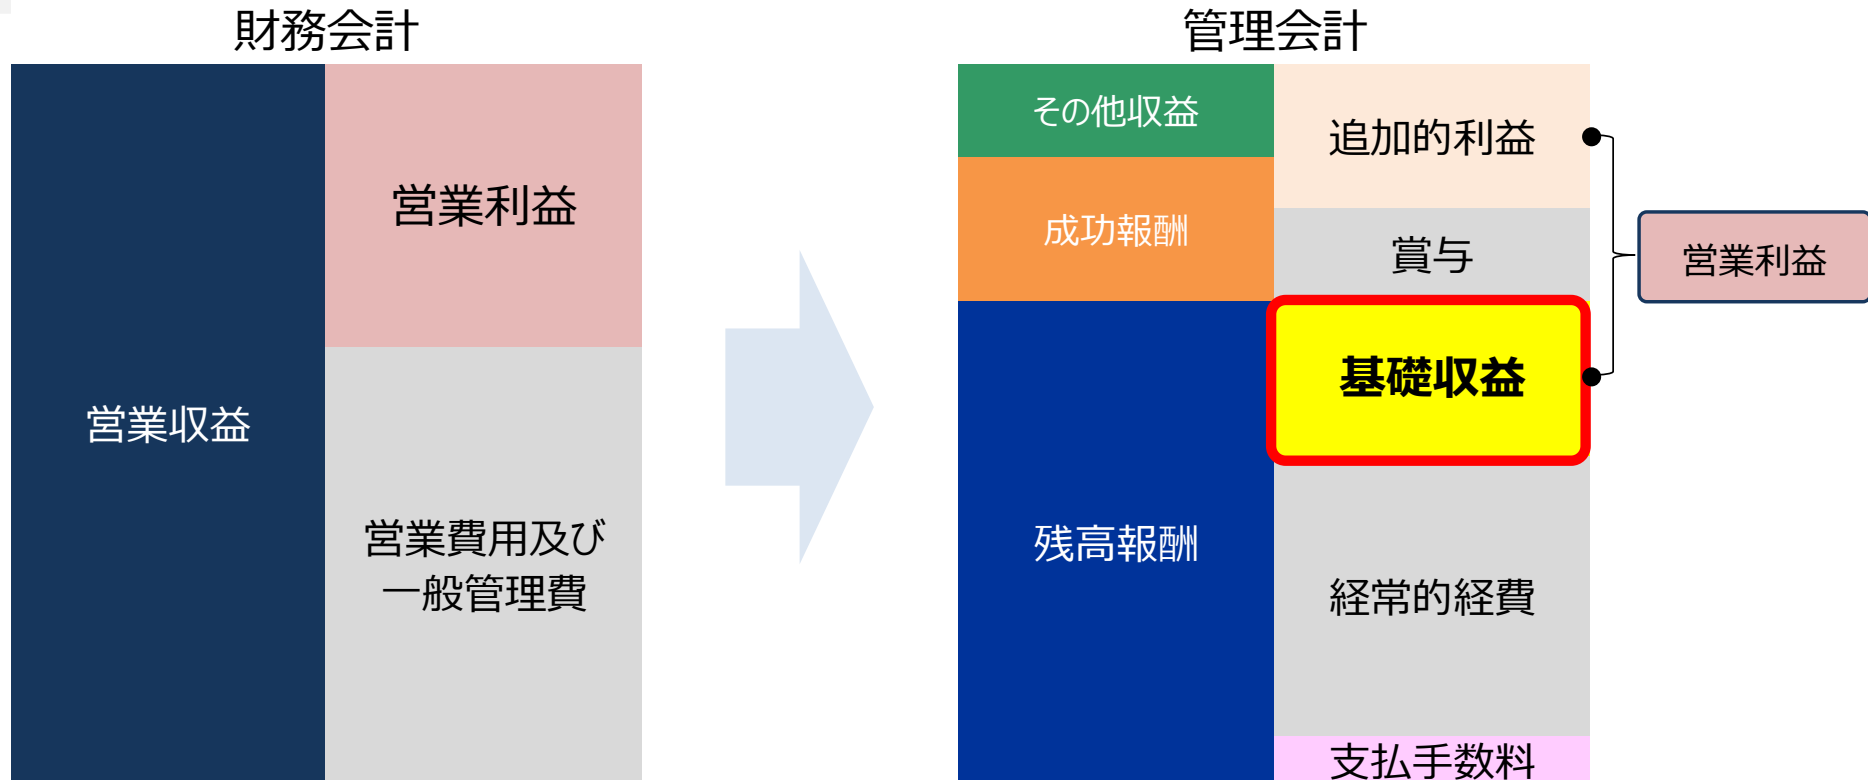 財務会計
営業収益
営業利益
営業費用及び
一般管理費
管理会計
その他収益
成功報酬
残高報酬
追加的利益
賞与
基礎収益
経常的経費
支払手数料
営業利益